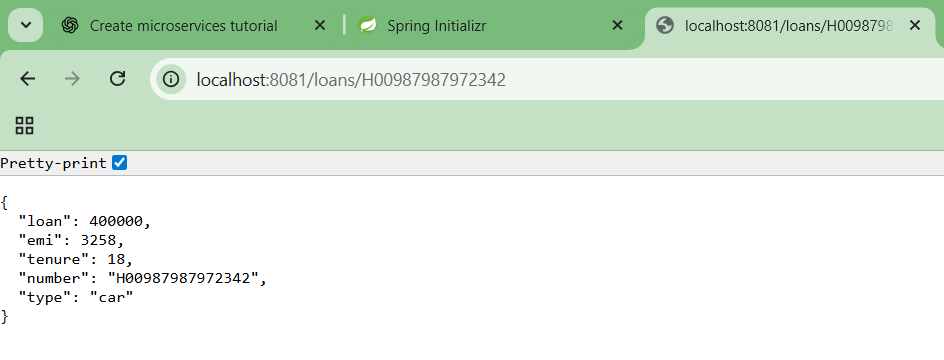 Create microservices tutorial
Spring Initializr
localhost:8081/loans/H0098798
localhost:8081/loans/H00987987972342
Pretty-print
{
  "loan": 400000,
  "emi": 3258,
  "tenure": 18,
  "number": "H00987987972342",
  "type": "car"
}